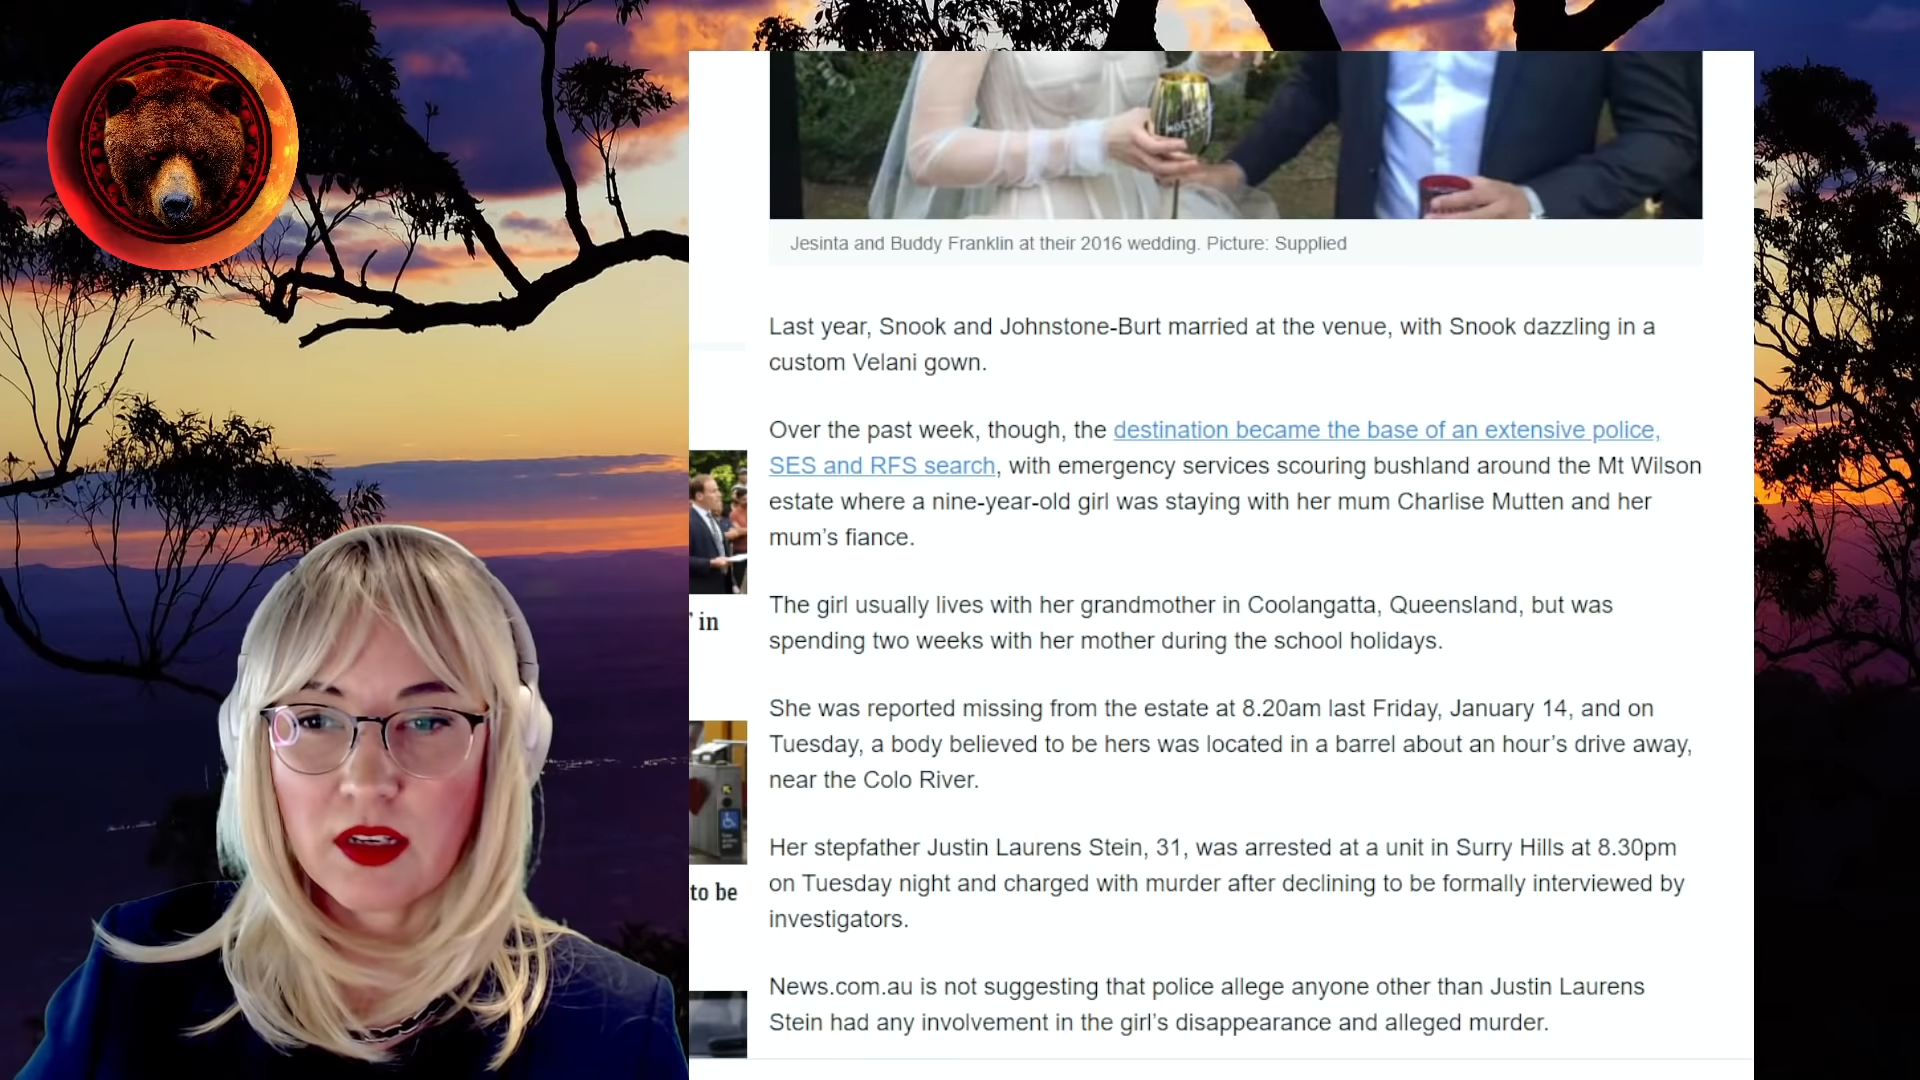 Jesinta and Buddy Franklin at their 2016 wedding. Picture: Supplied
Last year, Snook and Johnstone-Burt married at the venue, with Snook dazzling in a
custom Velani gown.
Over the past week, though, the destination became the base of an extensive police,
SES and RFS search, with emergency services scouring bushland around the Mt Wilson
estate where a nine-year-old girl was staying with her mum Charlise Mutten and her
mum’s fiance.
The girl usually lives with her grandmother in Coolangatta, Queensland, but was
spending two weeks with her mother during the school holidays.
She was reported missing from the estate at 8.20am last Friday, January 14, and on
Tuesday, a body believed to be hers was located in a barrel about an hour’s drive away,
near the Colo River.
Her stepfather Justin Laurens Stein, 31, was arrested at a unit in Surry Hills at 8.30pm
on Tuesday night and charged with murder after declining to be formally interviewed by
investigators.
News.com.au is not suggesting that police allege anyone other than Justin Laurens
Stein had any involvement in the girl’s disappearance and alleged murder.
' in
to be